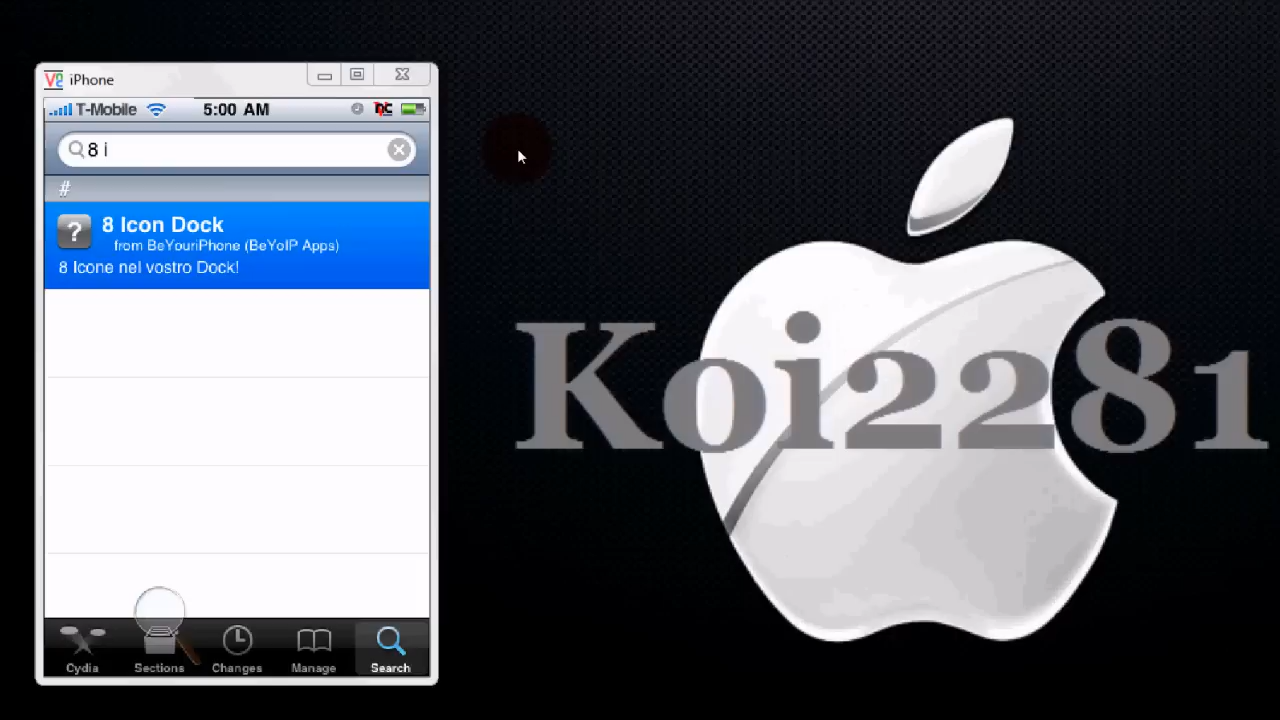 iPhone
T-Mobile 5:00 AM
8 i
#
?
8 Icon Dock
from BeYouriPhone (BeYoIP Apps)
8 Icone nel vostro Dock!
Cydia Sections Changes Manage Search
Koi2281